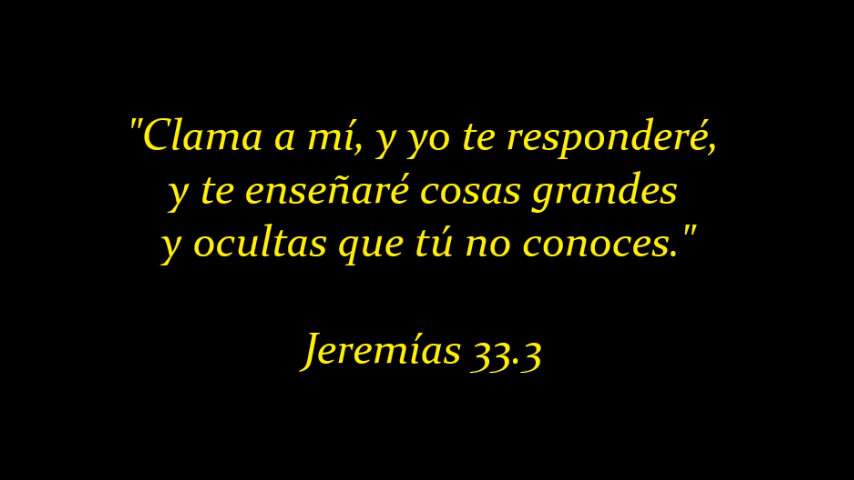 "Clama a mí, y yo te responderé,
y te enseñaré cosas grandes
y ocultas que tú no conoces."
Jeremías 33.3